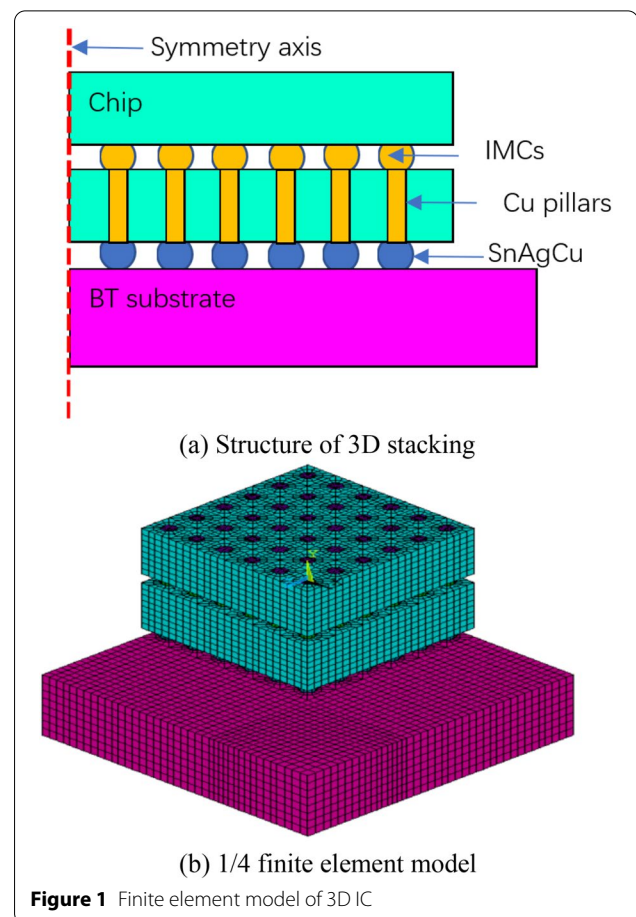 Symmetry axis
Chip
IMCs
Cu pillars
SnAgCu
BT substrate
(a) Structure of 3D stacking
(b) 1/4 finite element model
Figure 1 Finite element model of 3D IC